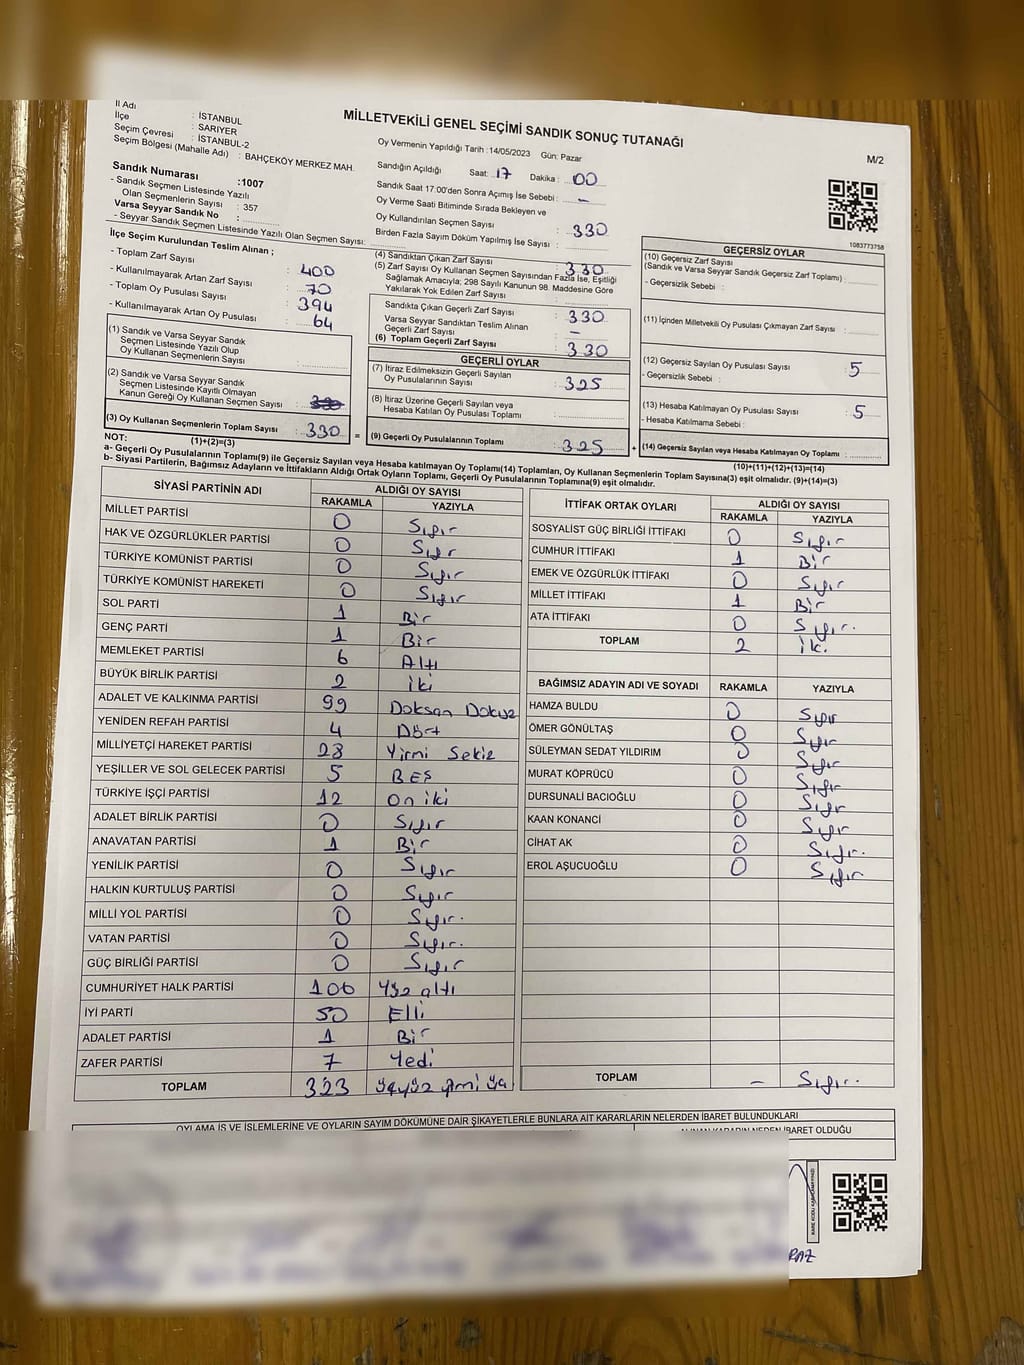 MİLLETVEKİLİ GENEL SEÇİMİ SANDIK SONUÇ TUTANAĞI
M/2
İl Adı : İSTANBUL
İlçe : SARIYER
Seçim Çevresi : İSTANBUL-2
Seçim Bölgesi (Mahalle Adı) : BAHÇEKÖY MERKEZ MAH.
Sandık Numarası :1007
- Sandık Seçmen Listesinde Yazılı
Olan Seçmenlerin Sayısı : 357
Varsa Seyyar Sandık No :
- Seyyar Sandık Seçmen Listesinde Yazılı Olan Seçmen Sayısı:
Oy Vermenin Yapıldığı Tarih :14/05/2023 Gün: Pazar
Sandığın Açıldığı Saat: 17 Dakika : 00
Sandık Saat 17:00'den Sonra Açımış İse Sebebi : -
Oy Verme Saati Bitiminde Sırada Bekleyen ve
Oy Kullandırılan Seçmen Sayısı : 330
Birden Fazla Sayım Döküm Yapılmış İse Sayısı :
1083773758
İlçe Seçim Kurulundan Teslim Alınan ;
- Toplam Zarf Sayısı : 400
- Kullanılmayarak Artan Zarf Sayısı : 70
- Toplam Oy Pusulası Sayısı : 394
- Kullanılmayarak Artan Oy Pusulası : 64
(1) Sandık ve Varsa Seyyar Sandık
Seçmen Listesinde Yazılı Olup
Oy Kullanan Seçmenlerin Sayısı :
(2) Sandık ve Varsa Seyyar Sandık
Seçmen Listesinde Kayıtlı Olmayan
Kanun Gereği Oy Kullanan Seçmen Sayısı :
(3) Oy Kullanan Seçmenlerin Toplam Sayısı : 330
(4) Sandıktan Çıkan Zarf Sayısı : 330
(5) Zarf Sayısı Oy Kullanan Seçmen Sayısından Fazla İse, Eşitliği
Sağlamak Amacıyla; 298 Sayılı Kanunun 98. Maddesine Göre
Yakılarak Yok Edilen Zarf Sayısı :
Sandıkta Çıkan Geçerli Zarf Sayısı : 330
Varsa Seyyar Sandıktan Teslim Alınan
Geçerli Zarf Sayısı : -
(6) Toplam Geçerli Zarf Sayısı : 330
GEÇERLİ OYLAR
(7) İtiraz Edilmeksizin Geçerli Sayılan
Oy Pusulalarının Sayısı : 325
(8) İtiraz Üzerine Geçerli Sayılan veya
Hesaba Katılan Oy Pusulası Toplamı :
= (9) Geçerli Oy Pusulalarının Toplamı : 325 +
GEÇERSİZ OYLAR
(10) Geçersiz Zarf Sayısı
(Sandık ve Varsa Seyyar Sandık Geçersiz Zarf Toplamı) :
- Geçersizlik Sebebi :
(11) İçinden Milletvekili Oy Pusulası Çıkmayan Zarf Sayısı :
(12) Geçersiz Sayılan Oy Pusulası Sayısı : 5
- Geçersizlik Sebebi :
(13) Hesaba Katılmayan Oy Pusulası Sayısı : 5
- Hesaba Katılmama Sebebi :
(14) Geçersiz Sayılan veya Hesaba Katılmayan Oy Toplamı :
NOT: (1)+(2)=(3) (10)+(11)+(12)+(13)=(14)
a- Geçerli Oy Pusulalarının Toplamı(9) ile Geçersiz Sayılan veya Hesaba katılmayan Oy Toplamı(14) Toplamları, Oy Kullanan Seçmenlerin Toplam Sayısına(3) eşit olmalıdır. (9)+(14)=(3)
b- Siyasi Partilerin, Bağımsız Adayların ve İttifakların Aldığı Ortak Oyların Toplamı, Geçerli Oy Pusulalarının Toplamına(9) eşit olmalıdır.
SİYASİ PARTİNİN ADI ALDIĞI OY SAYISI
RAKAMLA YAZIYLA
MİLLET PARTİSİ 0 Sıfır
HAK VE ÖZGÜRLÜKLER PARTİSİ 0 Sıfır
TÜRKİYE KOMÜNİST PARTİSİ 0 Sıfır
TÜRKİYE KOMÜNİST HAREKETİ 0 Sıfır
SOL PARTİ 1 Bir
GENÇ PARTİ 1 Bir
MEMLEKET PARTİSİ 6 Altı
BÜYÜK BİRLİK PARTİSİ 2 iki
ADALET VE KALKINMA PARTİSİ 99 Doksan Dokuz
YENİDEN REFAH PARTİSİ 4 Dört
MİLLİYETÇİ HAREKET PARTİSİ 28 Yirmi Sekiz
YEŞİLLER VE SOL GELECEK PARTİSİ 5 BEŞ
TÜRKİYE İŞÇİ PARTİSİ 12 On iki
ADALET BİRLİK PARTİSİ 0 Sıfır
ANAVATAN PARTİSİ 1 Bir
YENİLİK PARTİSİ 0 Sıfır
HALKIN KURTULUŞ PARTİSİ 0 Sıfır
MİLLİ YOL PARTİSİ 0 Sıfır.
VATAN PARTİSİ 0 Sıfır.
GÜÇ BİRLİĞİ PARTİSİ 0 Sıfır
CUMHURİYET HALK PARTİSİ 106 Yüz altı
İYİ PARTİ 50 Elli
ADALET PARTİSİ 1 Bir
ZAFER PARTİSİ 7 Yedi
TOPLAM 323
İTTİFAK ORTAK OYLARI ALDIĞI OY SAYISI
RAKAMLA YAZIYLA
SOSYALİST GÜÇ BİRLİĞİ İTTİFAKI 0 Sıfır
CUMHUR İTTİFAKI 1 Bir
EMEK VE ÖZGÜRLÜK İTTİFAKI 0 Sıfır
MİLLET İTTİFAKI 1 Bir
ATA İTTİFAKI 0 Sıfır.
TOPLAM 2 iki
BAĞIMSIZ ADAYIN ADI VE SOYADI RAKAMLA YAZIYLA
HAMZA BULDU 0 Sıfır
ÖMER GÖNÜLTAŞ 0 Sıfır
SÜLEYMAN SEDAT YILDIRIM 0 Sıfır
MURAT KÖPRÜCÜ 0 Sıfır
DURSUNALİ BACIOĞLU 0 Sıfır
KAAN KONANCİ 0 Sıfır
CİHAT AK 0 Sıfır.
EROL AŞUCUOĞLU 0 Sıfır
TOPLAM - Sıfır.
OYLAMA İŞ VE İŞLEMLERİNE VE OYLARIN SAYIM DÖKÜMÜNE DAİR ŞİKAYETLERLE BUNLARA AİT KARARLARIN NELERDEN İBARET BULUNDUKLARI
ALINAN KARARIN NEDEN İBARET OLDUĞU